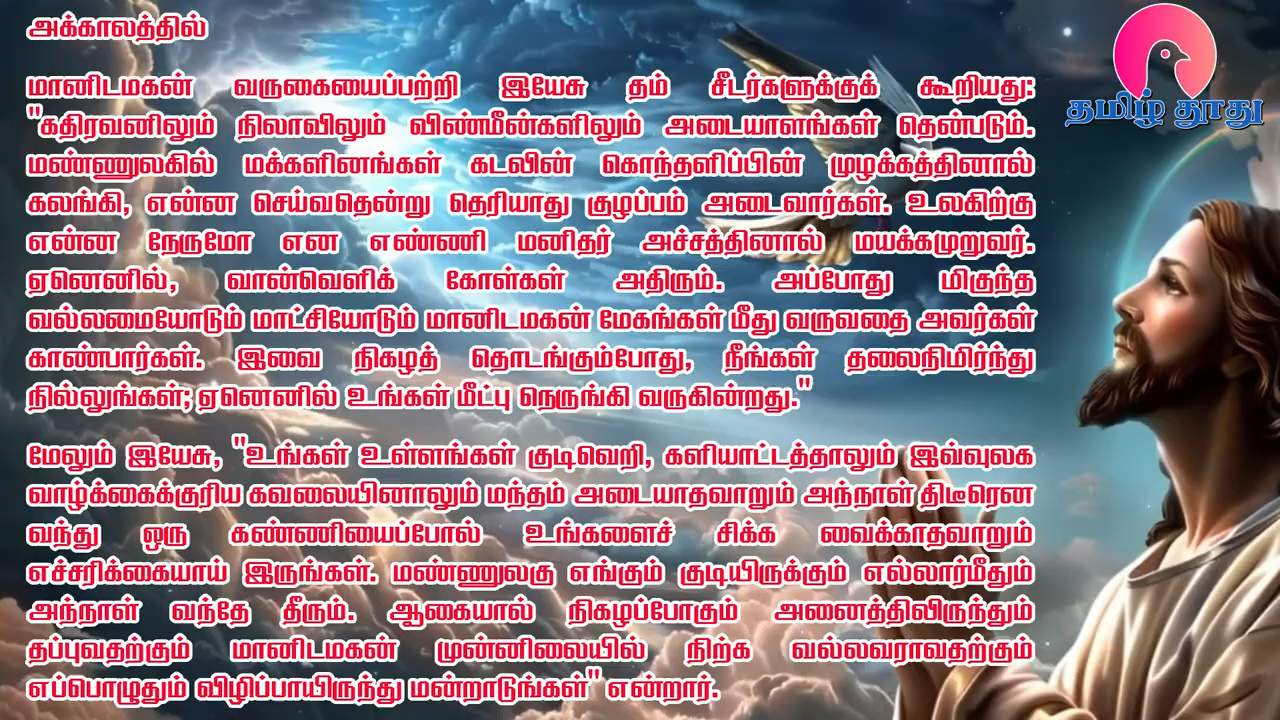 அக்காலத்தில்
மானிடமகன் வருகையைப்பற்றி இயேசு தம் சீடர்களுக்குக் கூறியது:
"கதிரவனிலும் நிலாவிலும் விண்மீன்களிலும் அடையாளங்கள் தென்படும்.
மண்ணுலகில் மக்களினங்கள் கடலின் கொந்தளிப்பின் முழக்கத்தினால்
கலங்கி, என்ன செய்வதென்று தெரியாது குழப்பம் அடைவார்கள். உலகிற்கு
என்ன நேருமோ என எண்ணி மனிதர் அச்சத்தினால் மயக்கமுறுவர்.
ஏனெனில், வான்வெளிக் கோள்கள் அதிரும். அப்போது மிகுந்த
வல்லமையோடும் மாட்சியோடும் மானிடமகன் மேகங்கள் மீது வருவதை அவர்கள்
காண்பார்கள். இவை நிகழத் தொடங்கும்போது, நீங்கள் தலைநிமிர்ந்து
நில்லுங்கள்; ஏனெனில் உங்கள் மீட்பு நெருங்கி வருகின்றது."
மேலும் இயேசு, "உங்கள் உள்ளங்கள் குடிவெறி, களியாட்டத்தாலும் இவ்வுலக
வாழ்க்கைக்குரிய கவலையினாலும் மந்தம் அடையாதவாறும் அந்நாள் திடீரென
வந்து ஒரு கண்ணியைப்போல் உங்களைச் சிக்க வைக்காதவாறும்
எச்சரிக்கையாய் இருங்கள். மண்ணுலகு எங்கும் குடியிருக்கும் எல்லார்மீதும்
அந்நாள் வந்தே தீரும். ஆகையால் நிகழப்போகும் அனைத்திலிருந்தும்
தப்புவதற்கும் மானிடமகன் முன்னிலையில் நிற்க வல்லவராவதற்கும்
எப்பொழுதும் விழிப்பாயிருந்து மன்றாடுங்கள்" என்றார்.
தமிழ் தூது